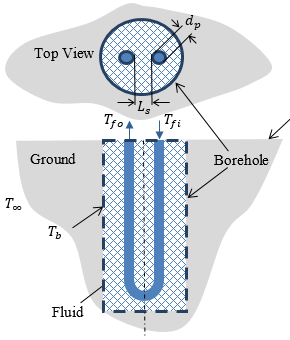 Top View
d_p
L_s
T_fo T_fi
Ground
Borehole
T_∞
T_b
Fluid